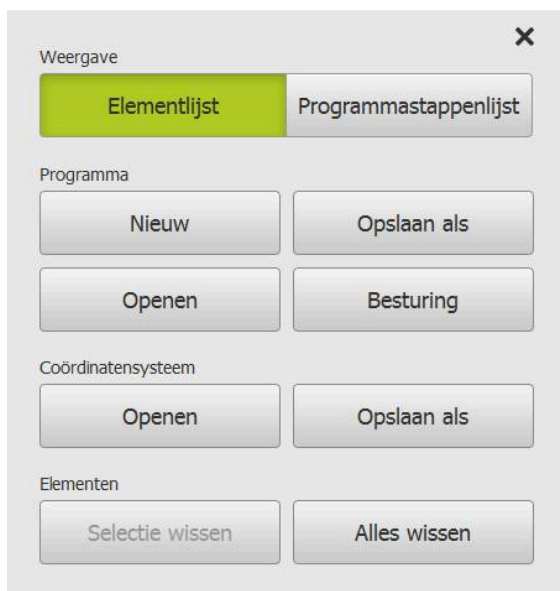 Weergave
Elementlijst Programmastappenlijst
Programma
Nieuw Opslaan als
Openen Besturing
Coördinatensysteem
Openen Opslaan als
Elementen
Selectie wissen Alles wissen